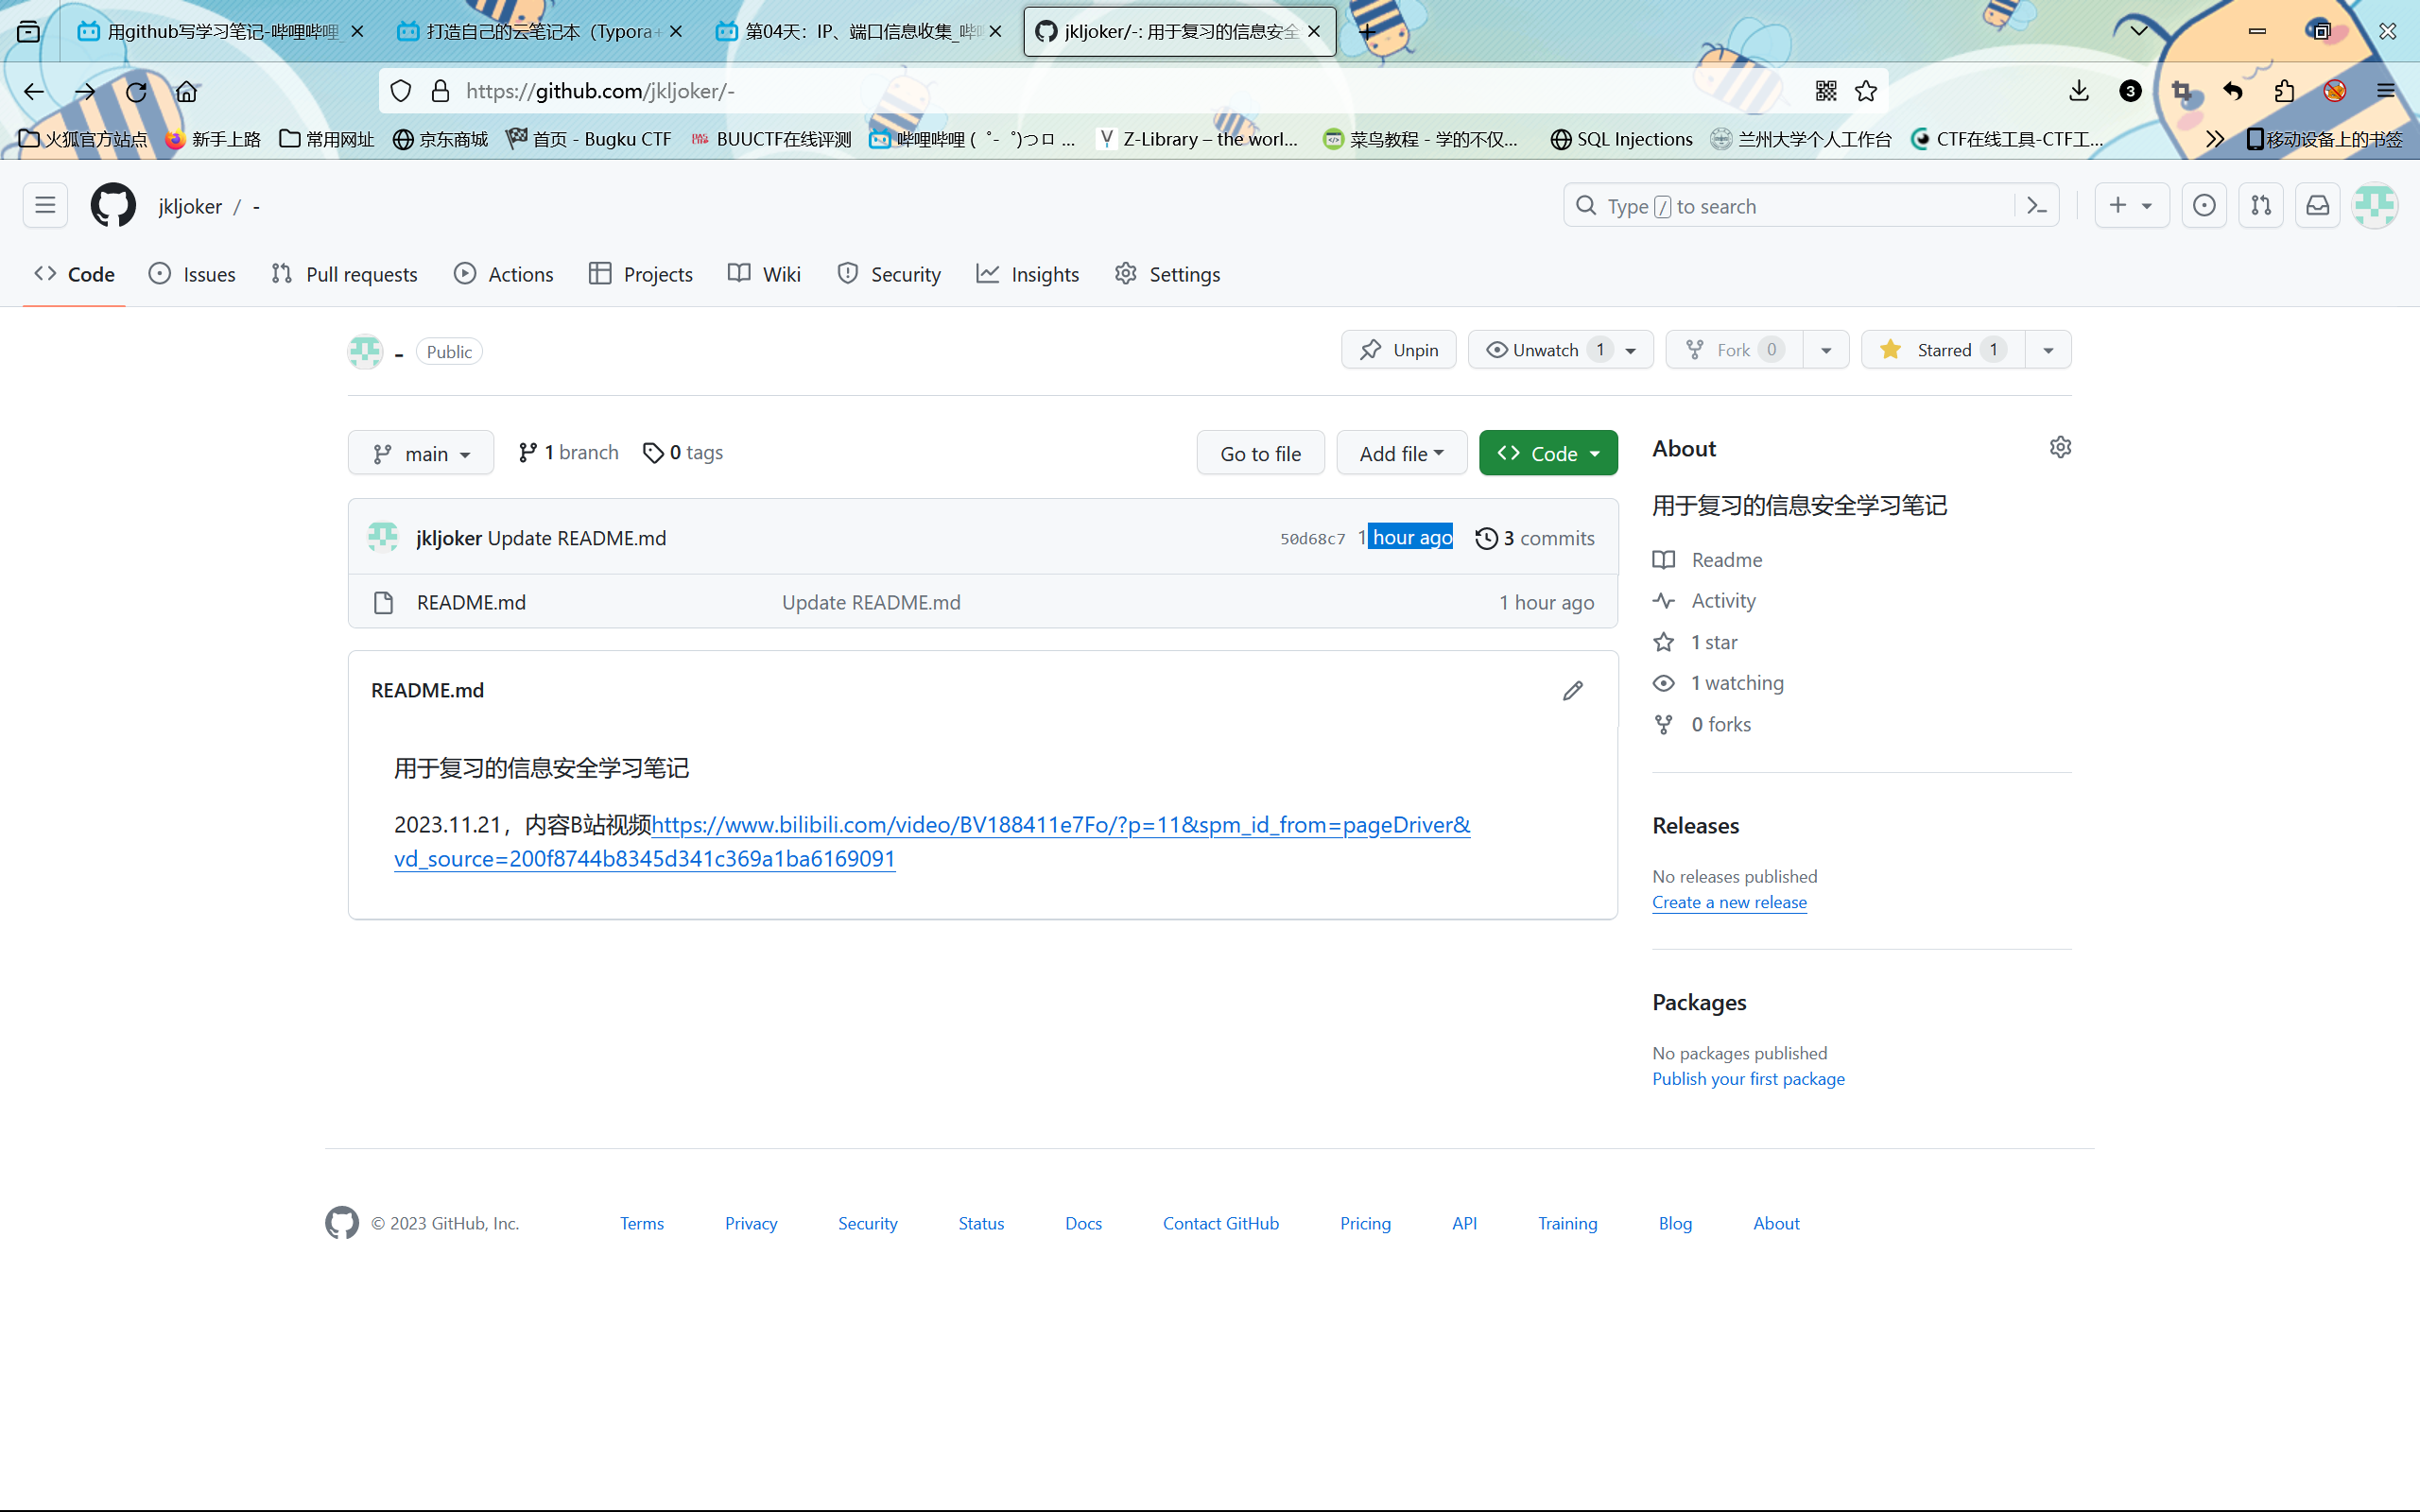 用github写学习笔记-哔哩哔哩_
打造自己的云笔记本（Typora+
第04天：IP、端口信息收集_哔
jkljoker/-: 用于复习的信息安全
https://github.com/jkljoker/-
3
火狐官方站点
新手上路
常用网址
京东商城
首页 - Bugku CTF
BUUCTF在线评测
哔哩哔哩 (゜-゜)つロ ...
Z-Library – the worl...
菜鸟教程 - 学的不仅...
SQL Injections
兰州大学个人工作台
CTF在线工具-CTF工...
移动设备上的书签
jkljoker / -
Type / to search
Code
Issues
Pull requests
Actions
Projects
Wiki
Security
Insights
Settings
- Public
Unpin
Unwatch 1
Fork 0
Starred 1
main
1 branch
0 tags
Go to file
Add file
Code
jkljoker Update README.md
50d68c7 1 hour ago
3 commits
README.md
Update README.md
1 hour ago
README.md
用于复习的信息安全学习笔记
2023.11.21，内容B站视频https://www.bilibili.com/video/BV188411e7Fo/?p=11&spm_id_from=pageDriver&
vd_source=200f8744b8345d341c369a1ba6169091
About
用于复习的信息安全学习笔记
Readme
Activity
1 star
1 watching
0 forks
Releases
No releases published
Create a new release
Packages
No packages published
Publish your first package
© 2023 GitHub, Inc.
Terms
Privacy
Security
Status
Docs
Contact GitHub
Pricing
API
Training
Blog
About